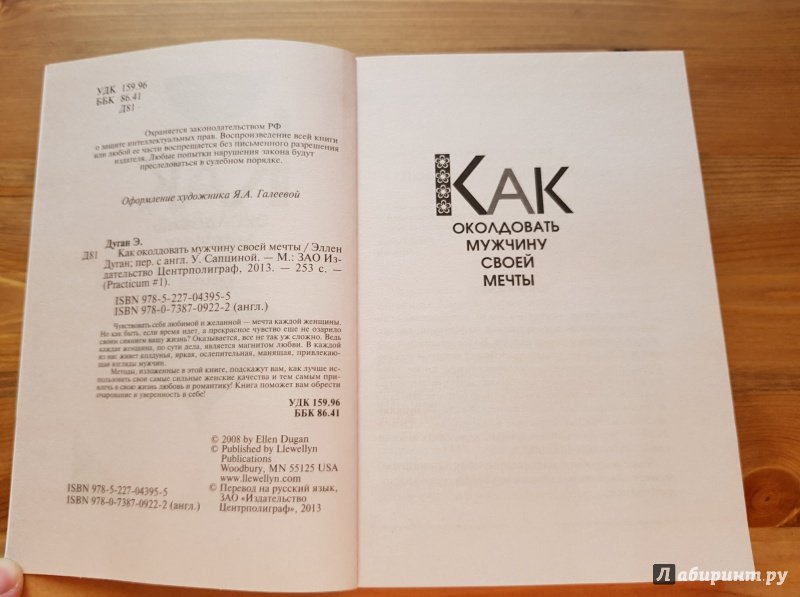 УДК 159.96
ББК 86.41
Д81
Охраняется законодательством РФ
о защите интеллектуальных прав. Воспроизведение всей книги
или любой ее части воспрещается без письменного разрешения
издателя. Любые попытки нарушения закона будут
преследоваться в судебном порядке.
Оформление художника Я.А. Галеевой
Дуган Э.
Д81 Как околдовать мужчину своей мечты / Эллен
Дуган; пер. с англ. У. Сапциной. — М.: ЗАО Из-
дательство Центрполиграф, 2013. — 253 с. —
(Practicum #1).
ISBN 978-5-227-04395-5
ISBN 978-0-7387-0922-2 (англ.)
Чувствовать себя любимой и желанной — мечта каждой женщины.
Но как быть, если время идет, а прекрасное чувство еще не озарило
своим сиянием вашу жизнь? Оказывается, все не так уж сложно. Ведь
каждая женщина, по сути дела, является магнитом любви. В каждой
из нас живет колдунья, яркая, ослепительная, манящая, привлекаю-
щая взгляды мужчин.
Методы, изложенные в этой книге, подскажут вам, как лучше ис-
пользовать свои самые сильные женские качества и тем самым при-
влечь в свою жизнь любовь и романтику! Книга поможет вам обрести
очарование и уверенность в себе!
УДК 159.96
ББК 86.41
© 2008 by Ellen Dugan
© Published by Llewellyn
Publications
Woodbury, MN 55125 USA
www.llewellyn.com
© Перевод на русский язык,
ЗАО «Издательство
Центрполиграф», 2013
ISBN 978-5-227-04395-5
ISBN 978-0-7387-0922-2 (англ.)
КАК
ОКОЛДОВАТЬ
МУЖЧИНУ
СВОЕЙ
МЕЧТЫ
Лабиринт.ру